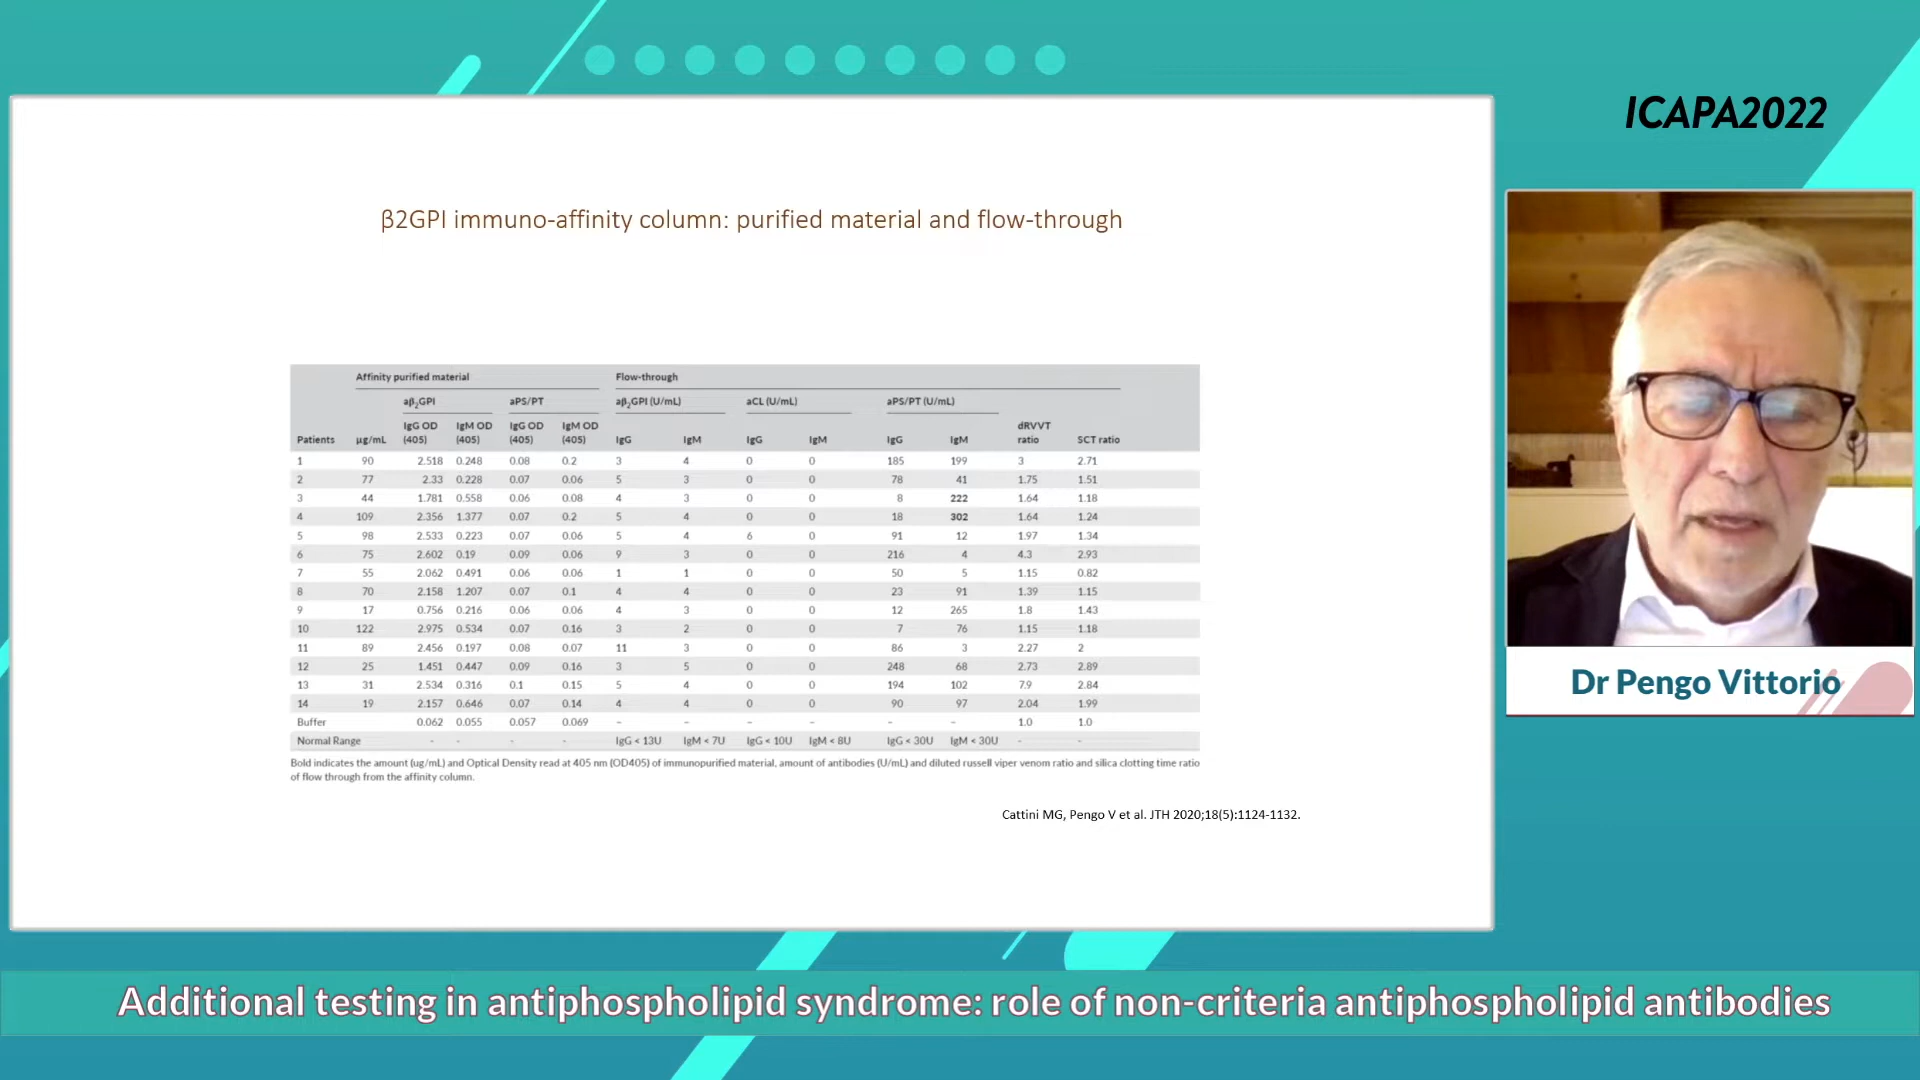 ICAPA2022
β2GPI immuno-affinity column: purified material and flow-through
Affinity purified material Flow-through
aβ₂GPI aPS/PT aβ₂GPI (U/mL) aCL (U/mL) aPS/PT (U/mL)
Patients µg/mL IgG OD (405) IgM OD (405) IgG OD (405) IgM OD (405) IgG IgM IgG IgM IgG IgM dRVVT ratio SCT ratio
1 90 2.518 0.248 0.08 0.2 3 4 0 0 185 199 3 2.71
2 77 2.33 0.228 0.07 0.06 5 3 0 0 78 41 1.75 1.51
3 44 1.781 0.558 0.06 0.08 4 3 0 0 8 222 1.64 1.18
4 109 2.356 1.377 0.07 0.2 5 4 0 0 18 302 1.64 1.24
5 98 2.533 0.223 0.07 0.06 5 4 6 0 91 12 1.97 1.34
6 75 2.602 0.19 0.09 0.06 9 3 0 0 216 4 4.3 2.93
7 55 2.062 0.491 0.06 0.06 1 1 0 0 50 5 1.15 0.82
8 70 2.158 1.207 0.07 0.1 4 4 0 0 23 91 1.39 1.15
9 17 0.756 0.216 0.06 0.06 4 3 0 0 12 265 1.8 1.43
10 122 2.975 0.534 0.07 0.16 3 2 0 0 7 76 1.15 1.18
11 89 2.456 0.197 0.08 0.07 11 3 0 0 86 3 2.27 2
12 25 1.451 0.447 0.09 0.16 3 5 0 0 248 68 2.73 2.89
13 31 2.534 0.316 0.1 0.15 5 4 0 0 194 102 7.9 2.84
14 19 2.157 0.646 0.07 0.14 4 4 0 0 90 97 2.04 1.99
Buffer 0.062 0.055 0.057 0.069 – – – – – – 1.0 1.0
Normal Range - - - - IgG < 13U IgM < 7U IgG < 10U IgM < 8U IgG < 30U IgM < 30U - -
Bold indicates the amount (ug/mL) and Optical Density read at 405 nm (OD405) of immunopurified material, amount of antibodies (U/mL) and diluted russell viper venom ratio and silica clotting time ratio
of flow through from the affinity column.
Cattini MG, Pengo V et al. JTH 2020;18(5):1124-1132.
Dr Pengo Vittorio
Additional testing in antiphospholipid syndrome: role of non-criteria antiphospholipid antibodies